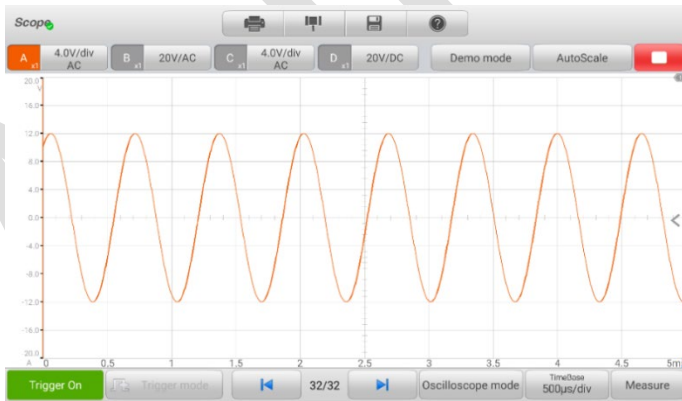 Scope
A x1 4.0V/div AC
B x1 20V/AC
C x1 4.0V/div AC
D x1 20V/DC
Demo mode
AutoScale
20.0
V
16.0
12.0
8.0
4.0
0.0
-4.0
-8.0
-12.0
-16.0
-20.0
A 0 0.5 1 1.5 2 2.5 3 3.5 4 4.5 5m
Trigger On
Trigger mode
32/32
Oscilloscope mode
TimeBase
500μs/div
Measure